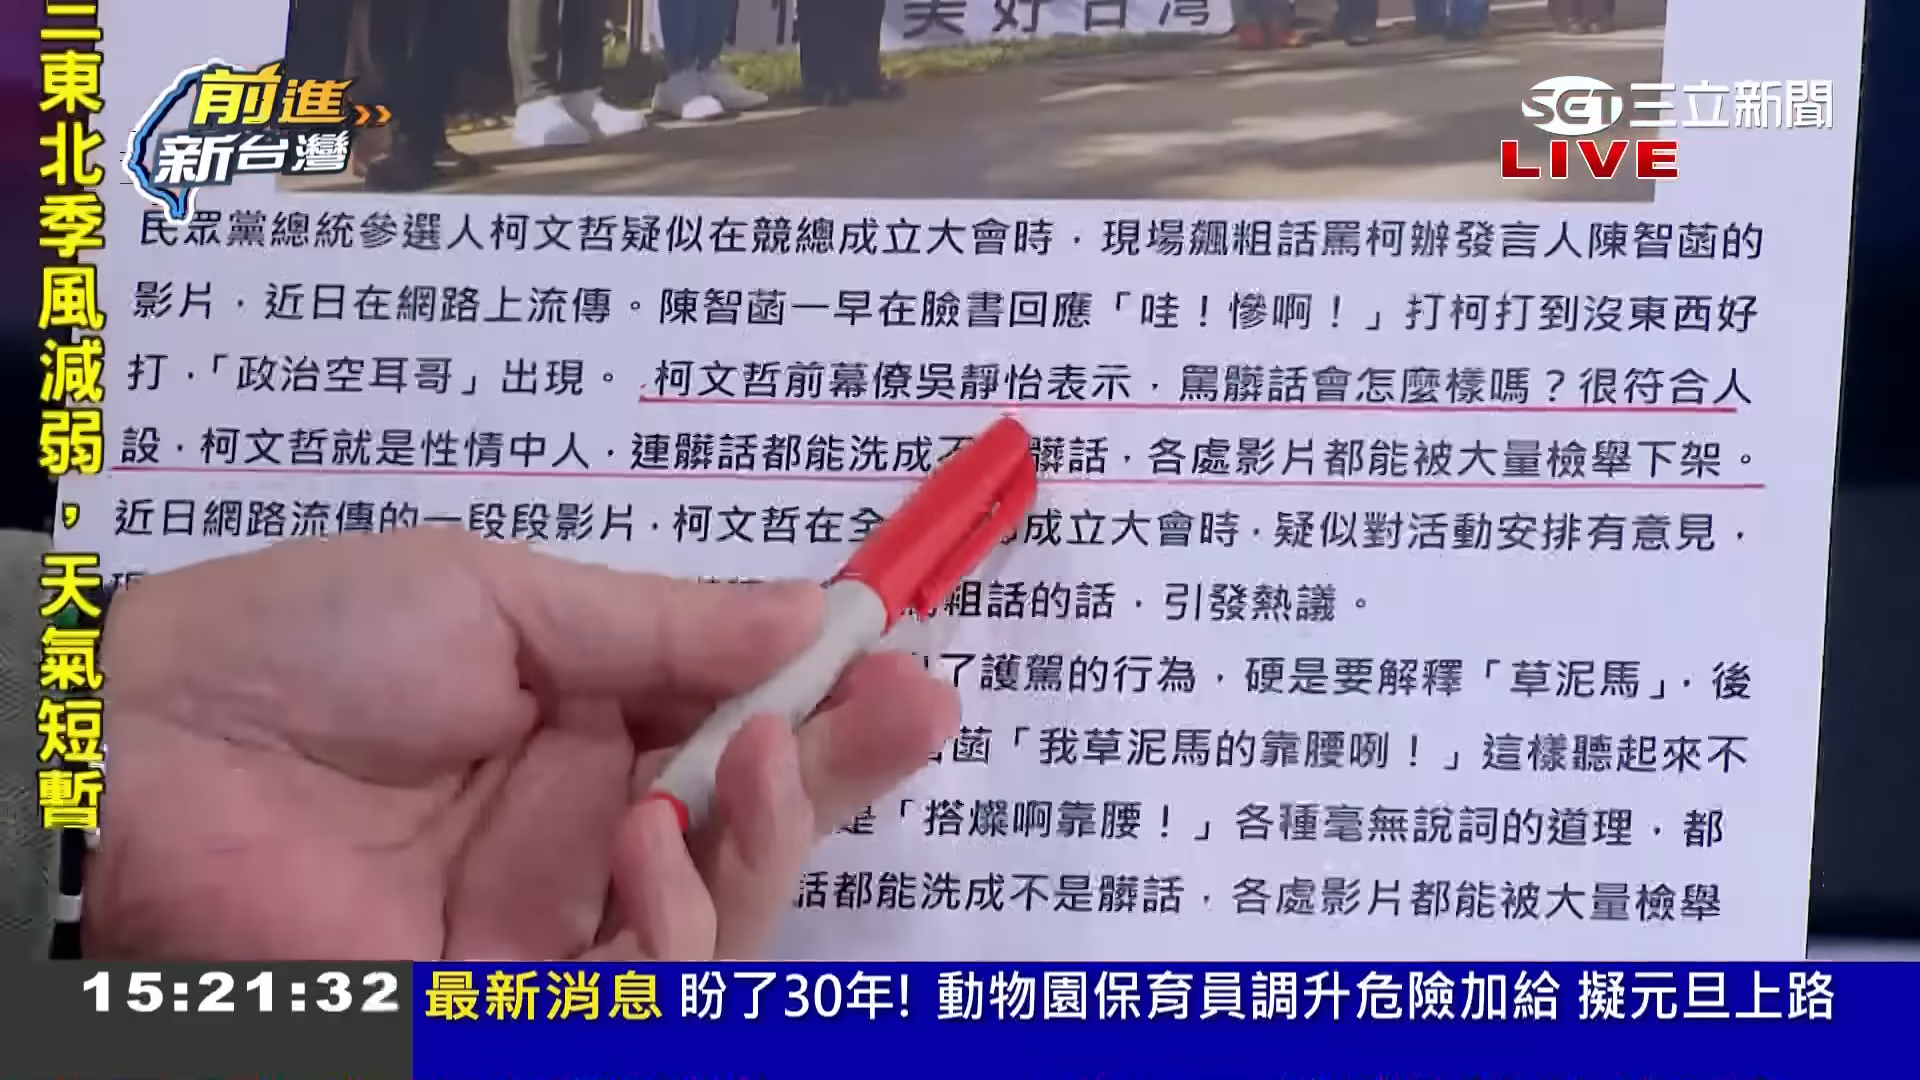 美好台灣
前進
新台灣
SET三立新聞
LIVE
三東北季風減弱，天氣短暫
民眾黨總統參選人柯文哲疑似在競總成立大會時，現場飆粗話罵柯辦發言人陳智菡的
影片，近日在網路上流傳。陳智菡一早在臉書回應「哇！慘啊！」打柯打到沒東西好
打，「政治空耳哥」出現。柯文哲前幕僚吳靜怡表示，罵髒話會怎麼樣嗎？很符合人
設，柯文哲就是性情中人，連髒話都能洗成不 髒話，各處影片都能被大量檢舉下架。
近日網路流傳的一段段影片，柯文哲在全 成立大會時，疑似對活動安排有意見，
粗話的話，引發熱議。
了護駕的行為，硬是要解釋「草泥馬」，後
菡「我草泥馬的靠腰咧！」這樣聽起來不
是「搭燦啊靠腰！」各種毫無說詞的道理，都
話都能洗成不是髒話，各處影片都能被大量檢舉
15:21:32 最新消息 盼了30年! 動物園保育員調升危險加給 擬元旦上路